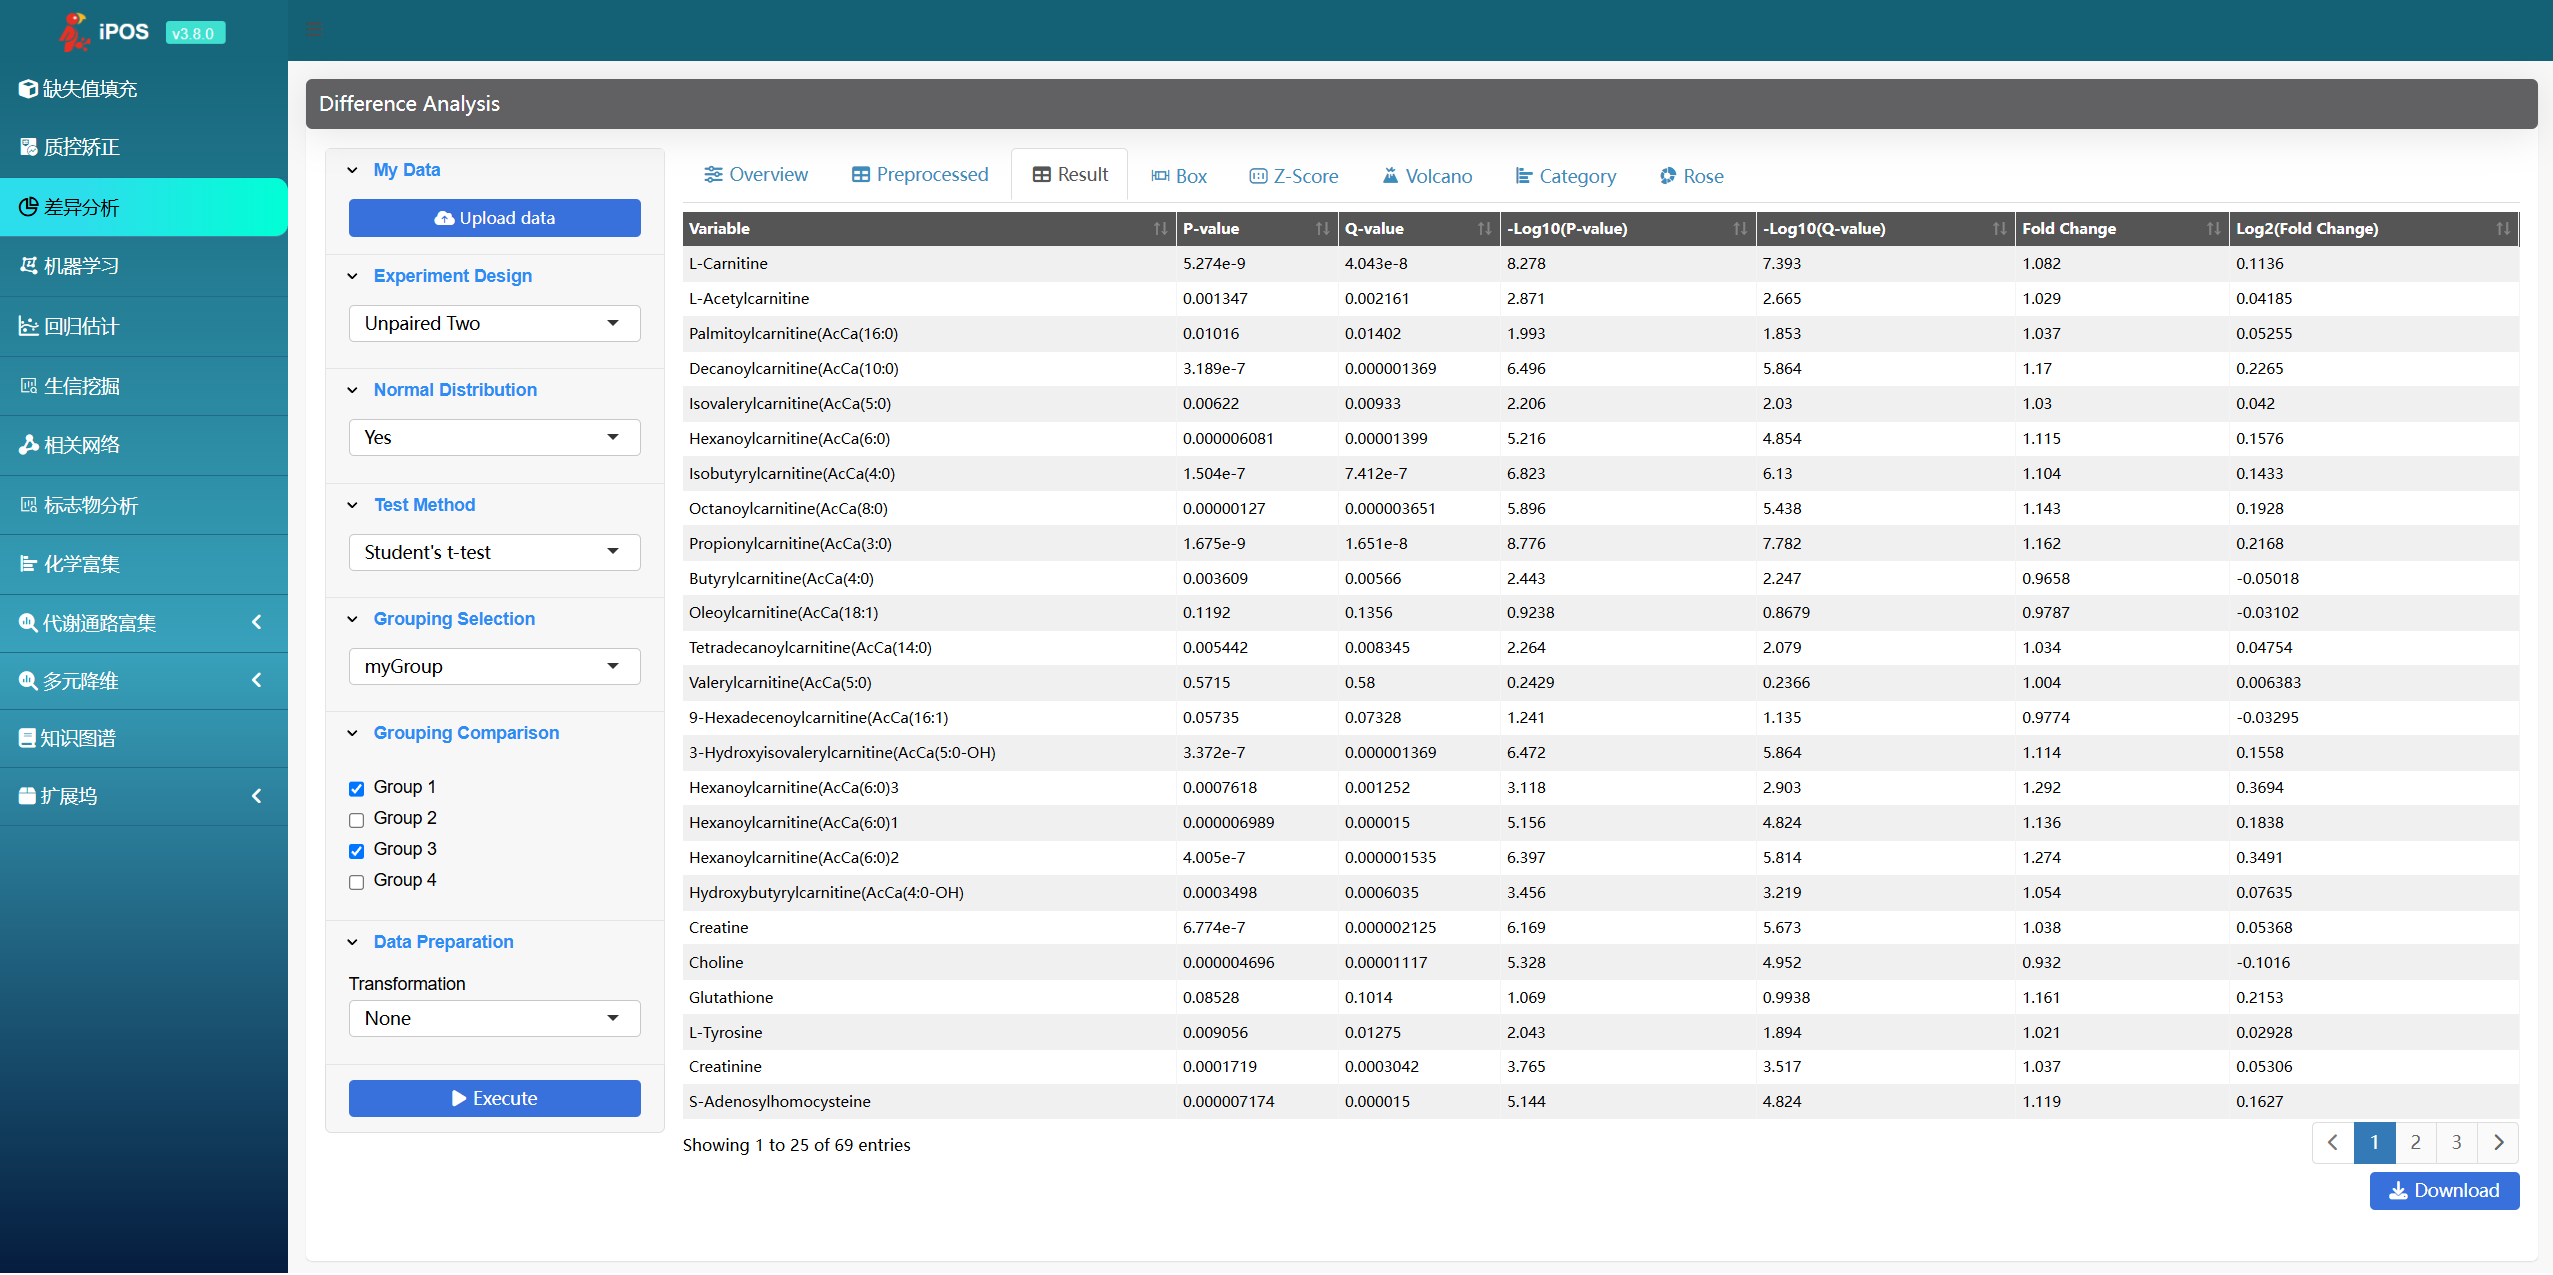 iPOS v3.8.0
缺失值填充
质控矫正
差异分析
机器学习
回归估计
生信挖掘
相关网络
标志物分析
化学富集
代谢通路富集
多元降维
知识图谱
扩展坞
Difference Analysis
My Data
Upload data
Experiment Design
Unpaired Two
Normal Distribution
Yes
Test Method
Student's t-test
Grouping Selection
myGroup
Grouping Comparison
Group 1
Group 2
Group 3
Group 4
Data Preparation
Transformation
None
Execute
Overview Preprocessed Result Box Z-Score Volcano Category Rose
Variable P-value Q-value -Log10(P-value) -Log10(Q-value) Fold Change Log2(Fold Change)
L-Carnitine 5.274e-9 4.043e-8 8.278 7.393 1.082 0.1136
L-Acetylcarnitine 0.001347 0.002161 2.871 2.665 1.029 0.04185
Palmitoylcarnitine(AcCa(16:0) 0.01016 0.01402 1.993 1.853 1.037 0.05255
Decanoylcarnitine(AcCa(10:0) 3.189e-7 0.000001369 6.496 5.864 1.17 0.2265
Isovalerylcarnitine(AcCa(5:0) 0.00622 0.00933 2.206 2.03 1.03 0.042
Hexanoylcarnitine(AcCa(6:0) 0.000006081 0.00001399 5.216 4.854 1.115 0.1576
Isobutyrylcarnitine(AcCa(4:0) 1.504e-7 7.412e-7 6.823 6.13 1.104 0.1433
Octanoylcarnitine(AcCa(8:0) 0.00000127 0.000003651 5.896 5.438 1.143 0.1928
Propionylcarnitine(AcCa(3:0) 1.675e-9 1.651e-8 8.776 7.782 1.162 0.2168
Butyrylcarnitine(AcCa(4:0) 0.003609 0.00566 2.443 2.247 0.9658 -0.05018
Oleoylcarnitine(AcCa(18:1) 0.1192 0.1356 0.9238 0.8679 0.9787 -0.03102
Tetradecanoylcarnitine(AcCa(14:0) 0.005442 0.008345 2.264 2.079 1.034 0.04754
Valerylcarnitine(AcCa(5:0) 0.5715 0.58 0.2429 0.2366 1.004 0.006383
9-Hexadecenoylcarnitine(AcCa(16:1) 0.05735 0.07328 1.241 1.135 0.9774 -0.03295
3-Hydroxyisovalerylcarnitine(AcCa(5:0-OH) 3.372e-7 0.000001369 6.472 5.864 1.114 0.1558
Hexanoylcarnitine(AcCa(6:0)3 0.0007618 0.001252 3.118 2.903 1.292 0.3694
Hexanoylcarnitine(AcCa(6:0)1 0.000006989 0.000015 5.156 4.824 1.136 0.1838
Hexanoylcarnitine(AcCa(6:0)2 4.005e-7 0.000001535 6.397 5.814 1.274 0.3491
Hydroxybutyrylcarnitine(AcCa(4:0-OH) 0.0003498 0.0006035 3.456 3.219 1.054 0.07635
Creatine 6.774e-7 0.000002125 6.169 5.673 1.038 0.05368
Choline 0.000004696 0.00001117 5.328 4.952 0.932 -0.1016
Glutathione 0.08528 0.1014 1.069 0.9938 1.161 0.2153
L-Tyrosine 0.009056 0.01275 2.043 1.894 1.021 0.02928
Creatinine 0.0001719 0.0003042 3.765 3.517 1.037 0.05306
S-Adenosylhomocysteine 0.000007174 0.000015 5.144 4.824 1.119 0.1627
Showing 1 to 25 of 69 entries
1 2 3
Download